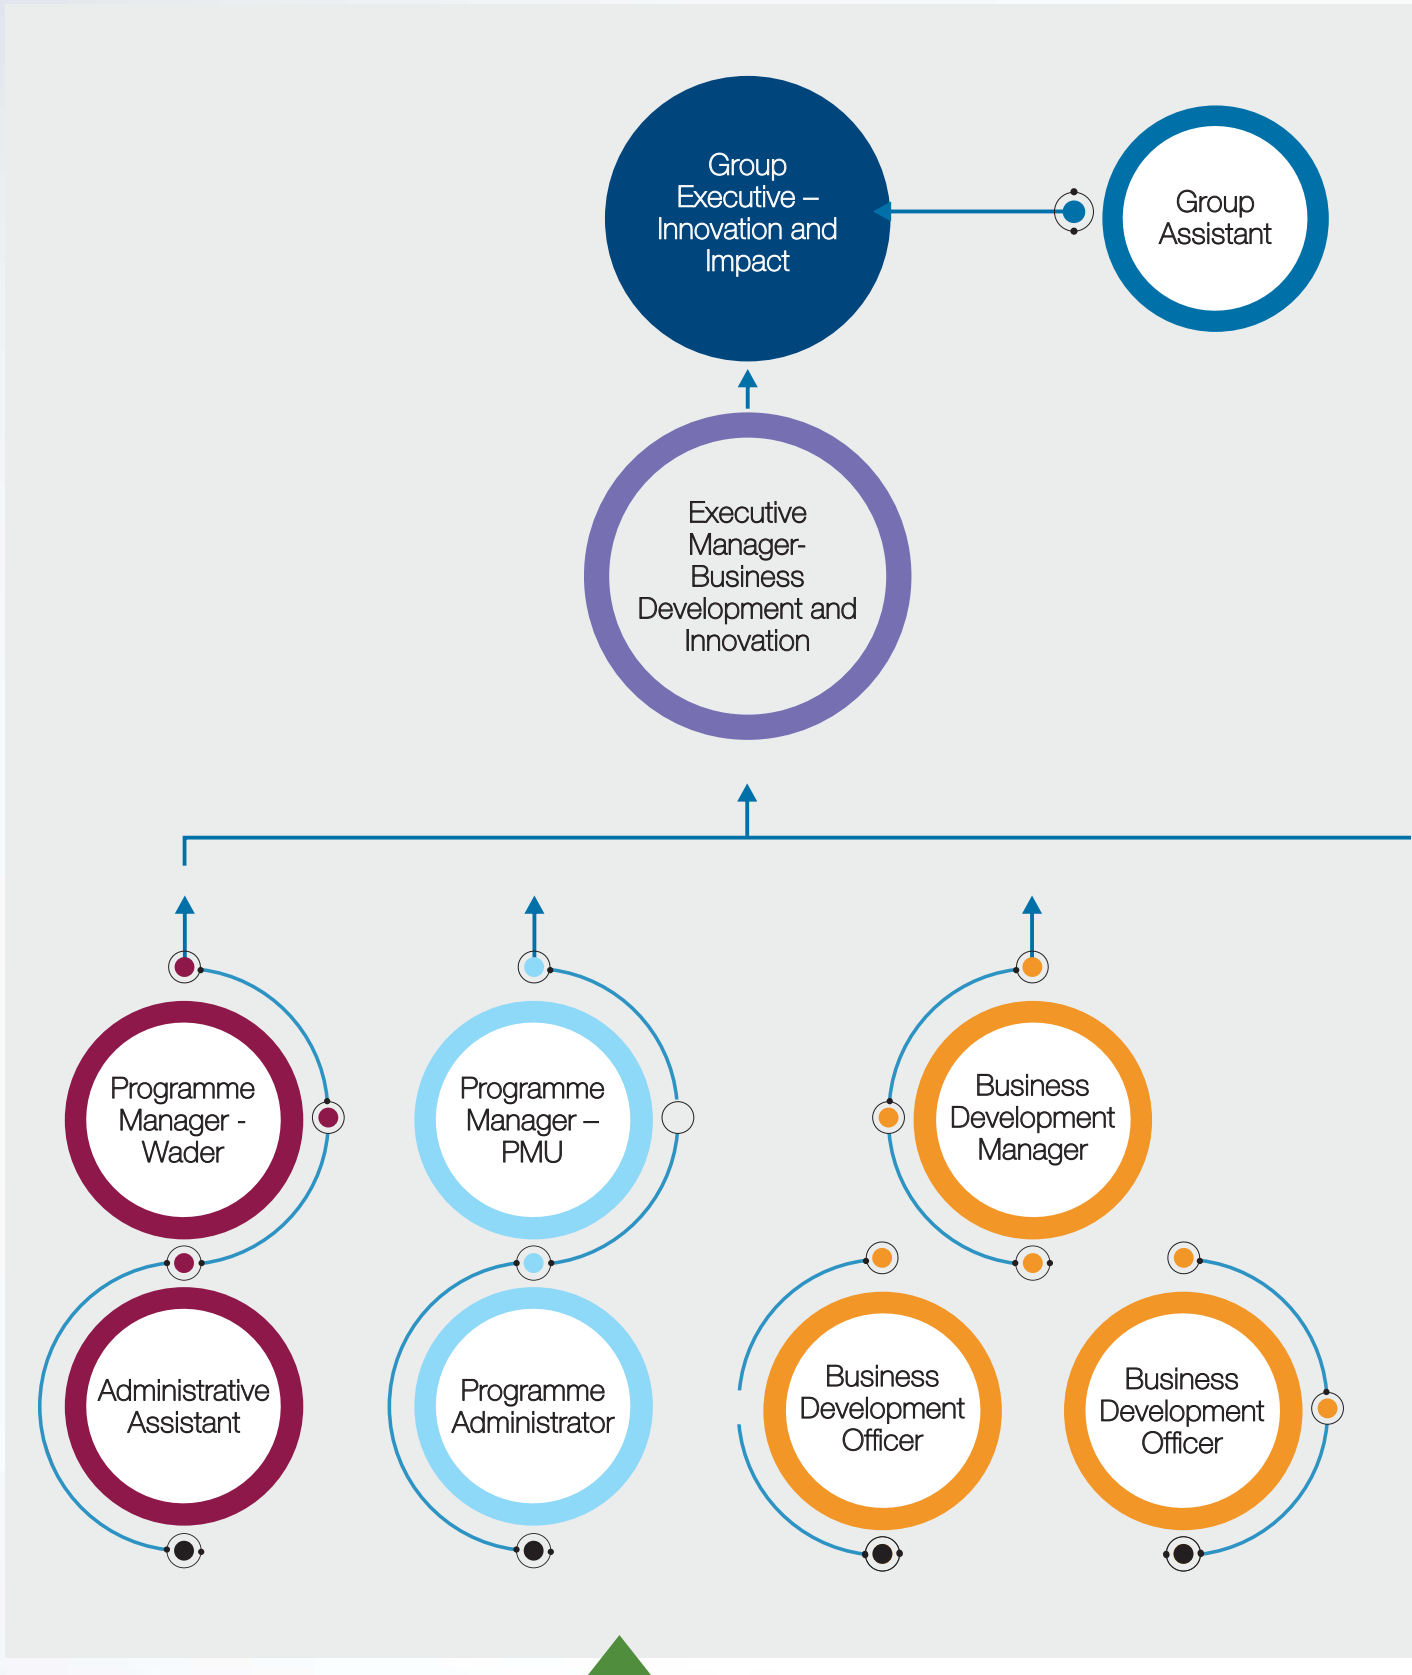 Group
Executive –
Innovation and
Impact
Group
Assistant
Executive
Manager-
Business
Development and
Innovation
Programme
Manager -
Wader
Programme
Manager –
PMU
Business
Development
Manager
Administrative
Assistant
Programme
Administrator
Business
Development
Officer
Business
Development
Officer